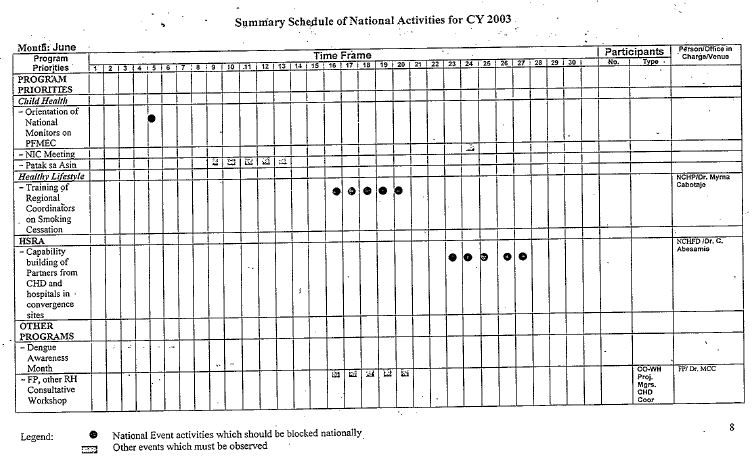 Summary Schedule of National Activities for CY 2003
Month: June
Program Priorities
Time Frame
Participants
Person/Office in Charge/Venue
1 2 3 4 5 6 7 8 9 10 11 12 13 14 15 16 17 18 19 20 23 24 25 26 27 28 29 30
No. Type
PROGRAM
PRIORITIES
Child Health
– Orientation of
National
Monitors on
PFMEC
– NIC Meeting
– Patak sa Asin
Healthy Lifestyle
NCHP/Dr. Myrna
Cabotaje
– Training of
Regional
Coordinators
on Smoking
Cessation
HSRA
NCHFD /Dr. G.
Abesamis
– Capability
building of
Partners from
CHD and
hospitals in
convergence
sites
OTHER
PROGRAMS
– Dengue
Awareness
Month
– FP, other RH
Consultative
Workshop
CO-WH
Proj.
Mgrs.
CHD
Coor
FP/ Dr. MCC
8
Legend:
National Event activities which should be blocked nationally
Other events which must be observed